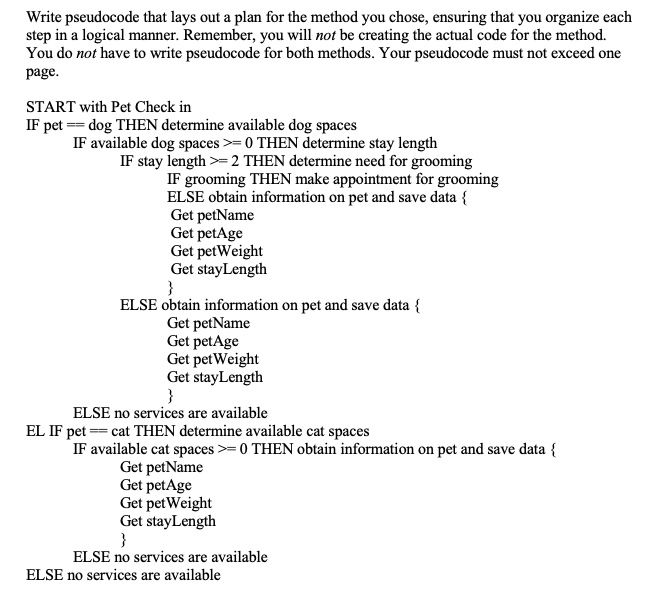 Write pseudocode that lays out a plan for the method you chose, ensuring that you organize each
step in a logical manner. Remember, you will not be creating the actual code for the method.
You do not have to write pseudocode for both methods. Your pseudocode must not exceed one
page.
START with Pet Check in
IF pet == dog THEN determine available dog spaces
IF available dog spaces >= 0 THEN determine stay length
IF stay length >= 2 THEN determine need for grooming
IF grooming THEN make appointment for grooming
ELSE obtain information on pet and save data {
Get petName
Get petAge
Get petWeight
Get stayLength
}
ELSE obtain information on pet and save data {
Get petName
Get petAge
Get petWeight
Get stayLength
}
ELSE no services are available
EL IF pet == cat THEN determine available cat spaces
IF available cat spaces >= 0 THEN obtain information on pet and save data {
Get petName
Get petAge
Get petWeight
Get stayLength
}
ELSE no services are available
ELSE no services are available